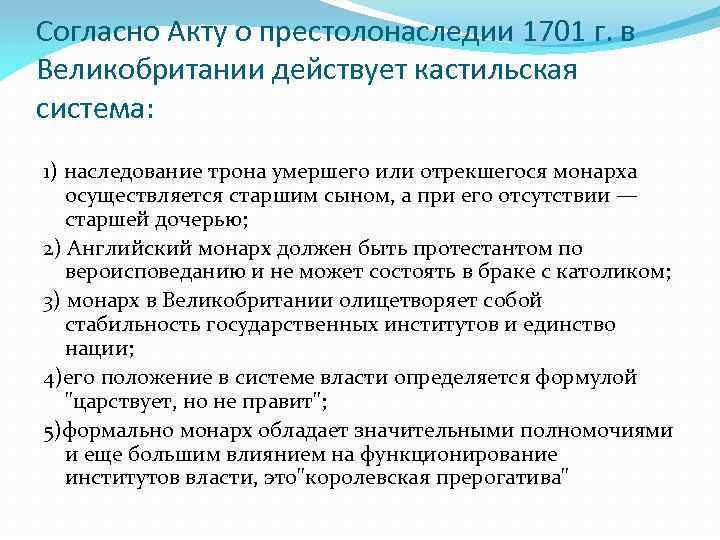 Согласно Акту о престолонаследии 1701 г. в
Великобритании действует кастильская
система:
1) наследование трона умершего или отрекшегося монарха
осуществляется старшим сыном, а при его отсутствии —
старшей дочерью;
2) Английский монарх должен быть протестантом по
вероисповеданию и не может состоять в браке с католиком;
3) монарх в Великобритании олицетворяет собой
стабильность государственных институтов и единство
нации;
4)его положение в системе власти определяется формулой
"царствует, но не правит";
5)формально монарх обладает значительными полномочиями
и еще большим влиянием на функционирование
институтов власти, это"королевская прерогатива"